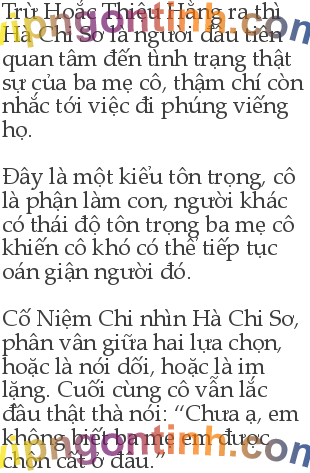 Trừ Hoắc Thiệu Hằng ra thì
Hà Chi Sơ là người đầu tiên
quan tâm đến tình trạng thật
sự của ba mẹ cô, thậm chí còn
nhắc tới việc đi phúng viếng
họ.
Đây là một kiểu tôn trọng, cô
là phận làm con, người khác
có thái độ tôn trọng ba mẹ cô
khiến cô khó có thể tiếp tục
oán giận người đó.
Cố Niệm Chi nhìn Hà Chi Sơ,
phân vân giữa hai lựa chọn,
hoặc là nói dối, hoặc là im
lặng. Cuối cùng cô vẫn lắc
đầu thật thà nói: “Chưa ạ, em
không biết ba mẹ em được
chôn cất ở đâu.”
vipngontinh.com
vipngontinh.com